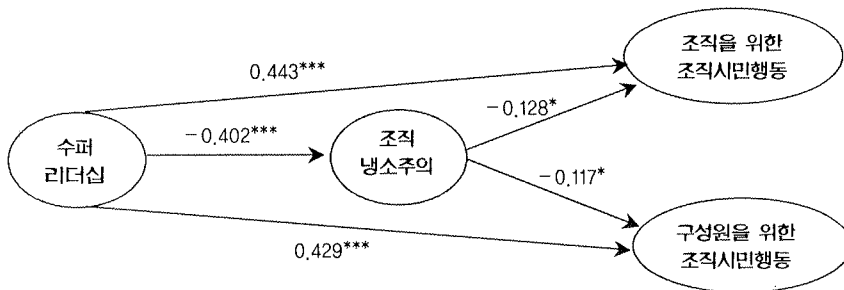 조직을 위한
조직시민행동
0.443***
-0.128*
-0.402***
수퍼
리더십
조직
냉소주의
-0.117*
구성원을 위한
조직시민행동
0.429***